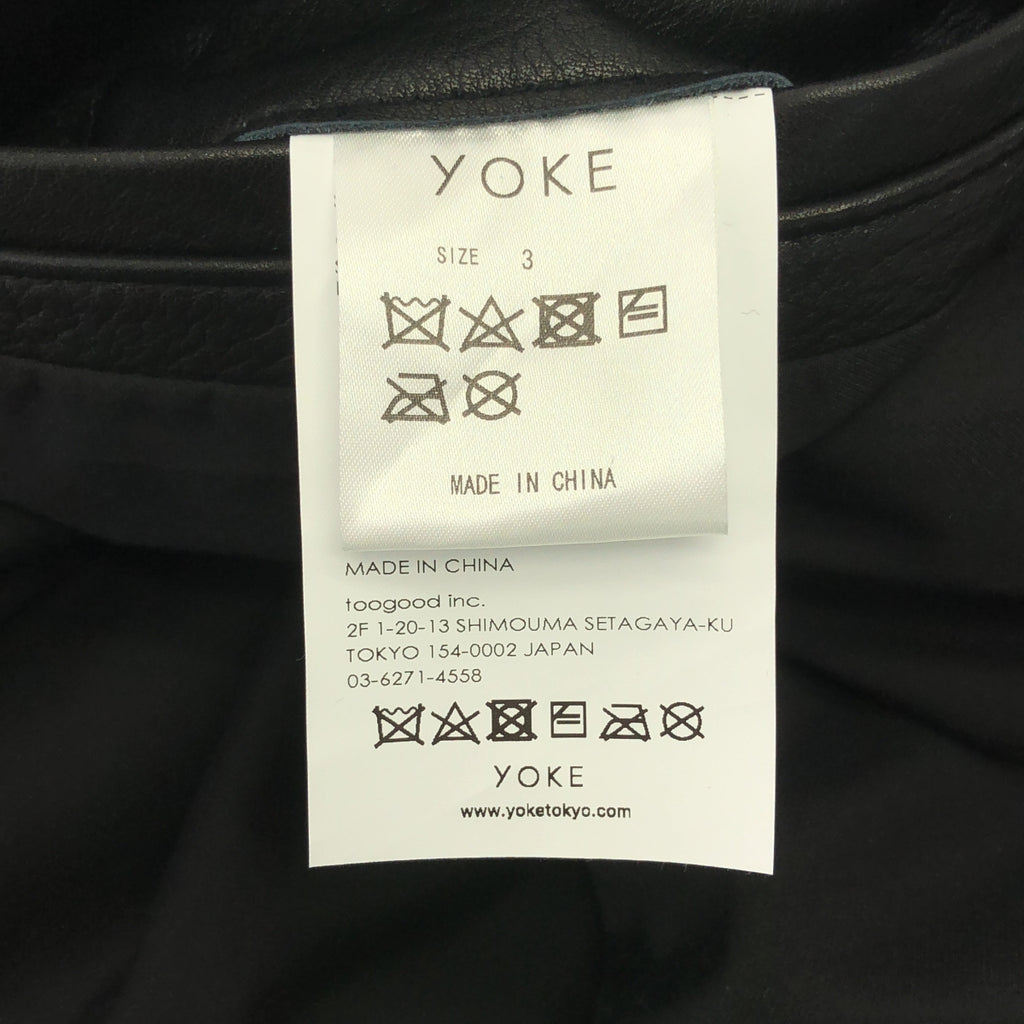 YOKE
SIZE 3
MADE IN CHINA
MADE IN CHINA
toogood inc.
2F 1-20-13 SHIMOUMA SETAGAYA-KU
TOKYO 154-0002 JAPAN
03-6271-4558
YOKE
www.yoketokyo.com